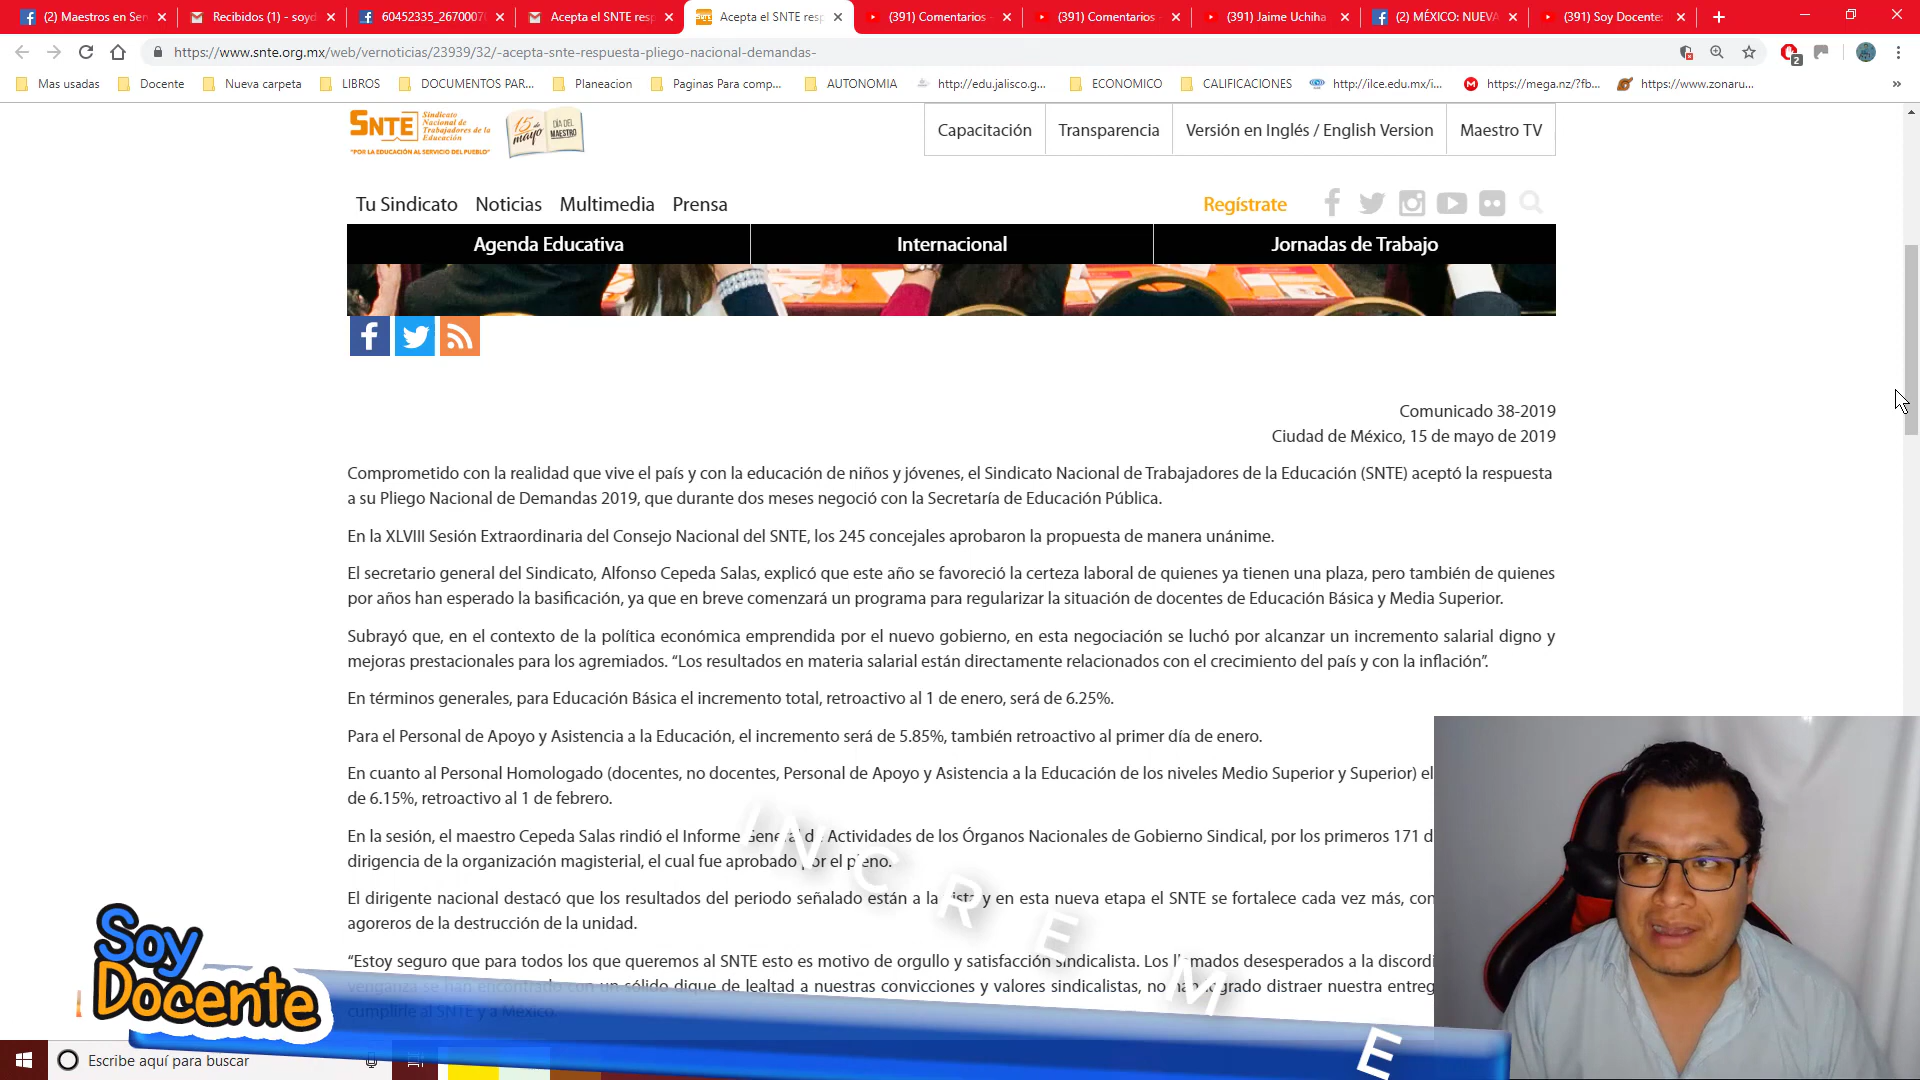 (2) Maestros en Ser
Recibidos (1) - soyd
60452335_26700070
Acepta el SNTE resp
Acepta el SNTE resp
(391) Comentarios -
(391) Comentarios -
(391) Jaime Uchiha
(2) MÉXICO: NUEVA
(391) Soy Docente:
https://www.snte.org.mx/web/vernoticias/23939/32/-acepta-snte-respuesta-pliego-nacional-demandas-
2
Mas usadas
Docente
Nueva carpeta
LIBROS
DOCUMENTOS PAR...
Planeacion
Paginas Para comp...
AUTONOMIA
http://edu.jalisco.g...
ECONOMICO
CALIFICACIONES
http://ilce.edu.mx/i...
https://mega.nz/?fb...
https://www.zonaru...
SNTE Sindicato
Nacional de
Trabajadores de la
Educación
"POR LA EDUCACIÓN AL SERVICIO DEL PUEBLO"
15 de mayo DÍA DEL MAESTRO
Capacitación
Transparencia
Versión en Inglés / English Version
Maestro TV
Tu Sindicato
Noticias
Multimedia
Prensa
Regístrate
Agenda Educativa
Internacional
Jornadas de Trabajo
Comunicado 38-2019
Ciudad de México, 15 de mayo de 2019
Comprometido con la realidad que vive el país y con la educación de niños y jóvenes, el Sindicato Nacional de Trabajadores de la Educación (SNTE) aceptó la respuesta
a su Pliego Nacional de Demandas 2019, que durante dos meses negoció con la Secretaría de Educación Pública.
En la XLVIII Sesión Extraordinaria del Consejo Nacional del SNTE, los 245 concejales aprobaron la propuesta de manera unánime.
El secretario general del Sindicato, Alfonso Cepeda Salas, explicó que este año se favoreció la certeza laboral de quienes ya tienen una plaza, pero también de quienes
por años han esperado la basificación, ya que en breve comenzará un programa para regularizar la situación de docentes de Educación Básica y Media Superior.
Subrayó que, en el contexto de la política económica emprendida por el nuevo gobierno, en esta negociación se luchó por alcanzar un incremento salarial digno y
mejoras prestacionales para los agremiados. “Los resultados en materia salarial están directamente relacionados con el crecimiento del país y con la inflación”.
En términos generales, para Educación Básica el incremento total, retroactivo al 1 de enero, será de 6.25%.
Para el Personal de Apoyo y Asistencia a la Educación, el incremento será de 5.85%, también retroactivo al primer día de enero.
En cuanto al Personal Homologado (docentes, no docentes, Personal de Apoyo y Asistencia a la Educación de los niveles Medio Superior y Superior) el
de 6.15%, retroactivo al 1 de febrero.
En la sesión, el maestro Cepeda Salas rindió el Informe General de Actividades de los Órganos Nacionales de Gobierno Sindical, por los primeros 171 d
dirigencia de la organización magisterial, el cual fue aprobado por el pleno.
El dirigente nacional destacó que los resultados del periodo señalado están a la vista y en esta nueva etapa el SNTE se fortalece cada vez más, con
agoreros de la destrucción de la unidad.
“Estoy seguro que para todos los que queremos al SNTE esto es motivo de orgullo y satisfacción sindicalista. Los llamados desesperados a la discordi
venganza se han encontrado con un sólido dique de lealtad a nuestras convicciones y valores sindicalistas, no han logrado distraer nuestra entreg
cumplirle al SNTE y a México.
INCREME
Soy
Docente
Escribe aquí para buscar